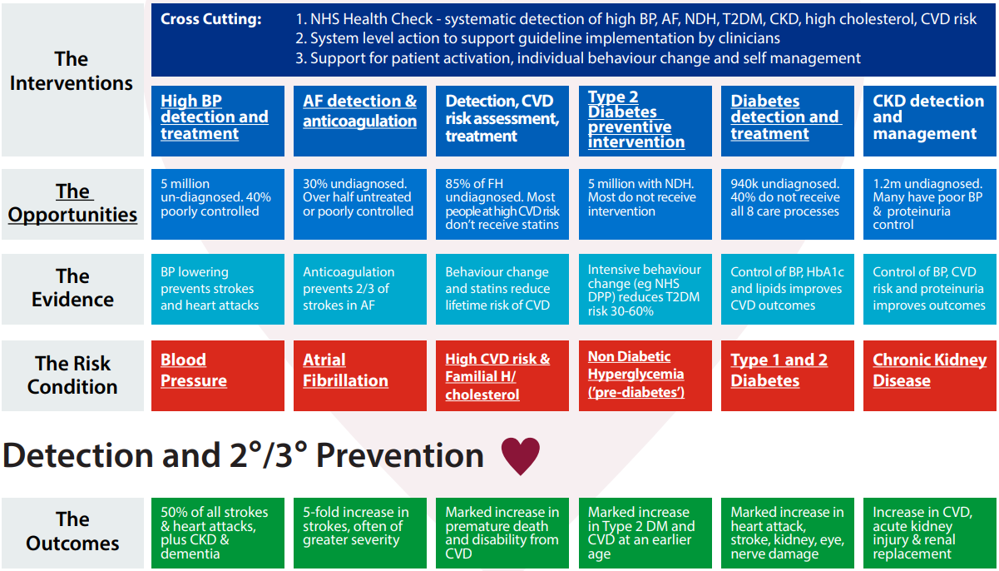 The
Interventions
Cross Cutting:
1. NHS Health Check - systematic detection of high BP, AF, NDH, T2DM, CKD, high cholesterol, CVD risk
2. System level action to support guideline implementation by clinicians
3. Support for patient activation, individual behaviour change and self management
High BP
detection and
treatment
AF detection &
anticoagulation
Detection, CVD
risk assessment,
treatment
Type 2
Diabetes
preventive
intervention
Diabetes
detection and
treatment
CKD detection
and
management
The
Opportunities
5 million
un-diagnosed. 40%
poorly controlled
30% undiagnosed.
Over half untreated
or poorly controlled
85% of FH
undiagnosed. Most
people at high CVD risk
don't receive statins
5 million with NDH.
Most do not receive
intervention
940k undiagnosed.
40% do not receive
all 8 care processes
1.2m undiagnosed.
Many have poor BP
& proteinuria
control
The
Evidence
BP lowering
prevents strokes
and heart attacks
Anticoagulation
prevents 2/3 of
strokes in AF
Behaviour change
and statins reduce
lifetime risk of CVD
Intensive behaviour
change (eg NHS
DPP) reduces T2DM
risk 30-60%
Control of BP, HbA1c
and lipids improves
CVD outcomes
Control of BP, CVD
risk and proteinuria
improves outcomes
The Risk
Condition
Blood
Pressure
Atrial
Fibrillation
High CVD risk &
Familial H/
cholesterol
Non Diabetic
Hyperglycemia
('pre-diabetes')
Type 1 and 2
Diabetes
Chronic Kidney
Disease
Detection and 2°/3° Prevention
The
Outcomes
50% of all strokes
& heart attacks,
plus CKD &
dementia
5-fold increase in
strokes, often of
greater severity
Marked increase in
premature death
and disability from
CVD
Marked increase
in Type 2 DM and
CVD at an earlier
age
Marked increase in
heart attack,
stroke, kidney, eye,
nerve damage
Increase in CVD,
acute kidney
injury & renal
replacement